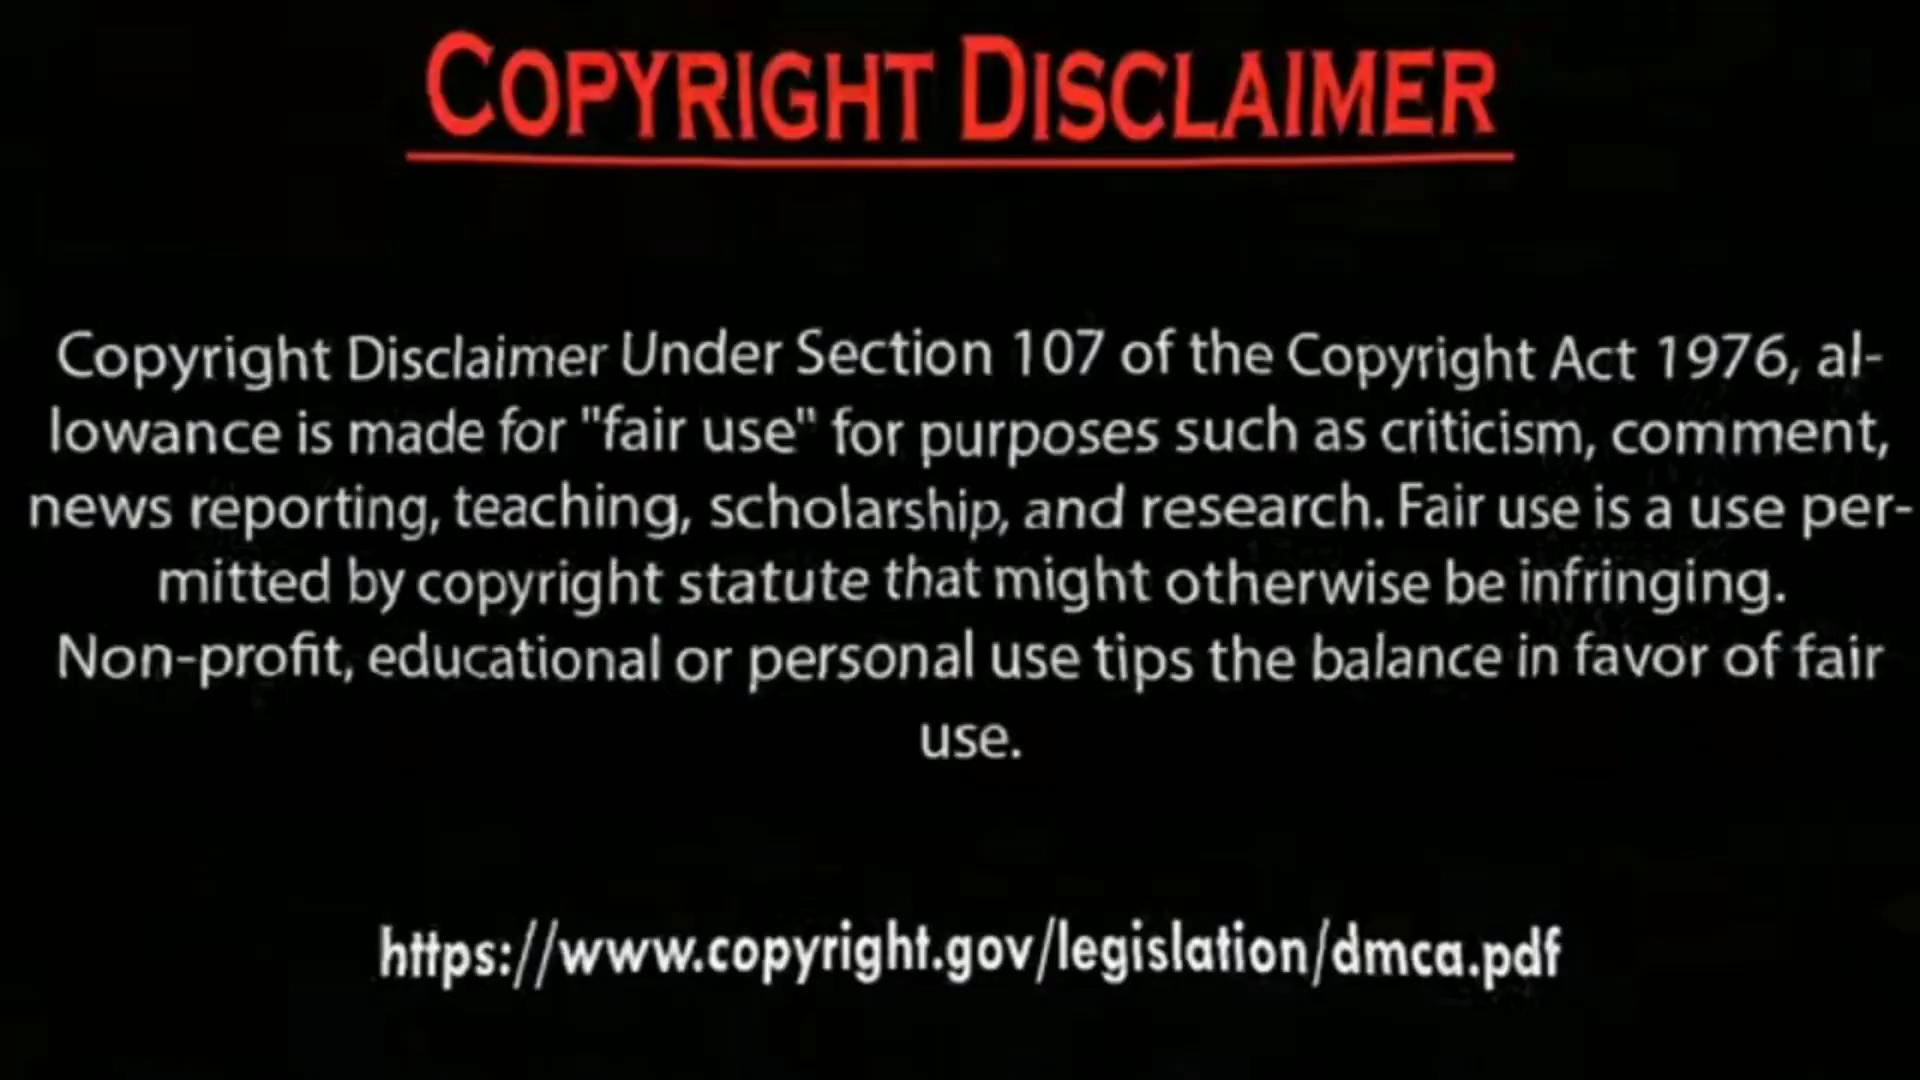 COPYRIGHT DISCLAIMER
Copyright Disclaimer Under Section 107 of the Copyright Act 1976, al-
lowance is made for "fair use" for purposes such as criticism, comment,
news reporting, teaching, scholarship, and research. Fair use is a use per-
mitted by copyright statute that might otherwise be infringing.
Non-profit, educational or personal use tips the balance in favor of fair
use.
https://www.copyright.gov/legislation/dmca.pdf